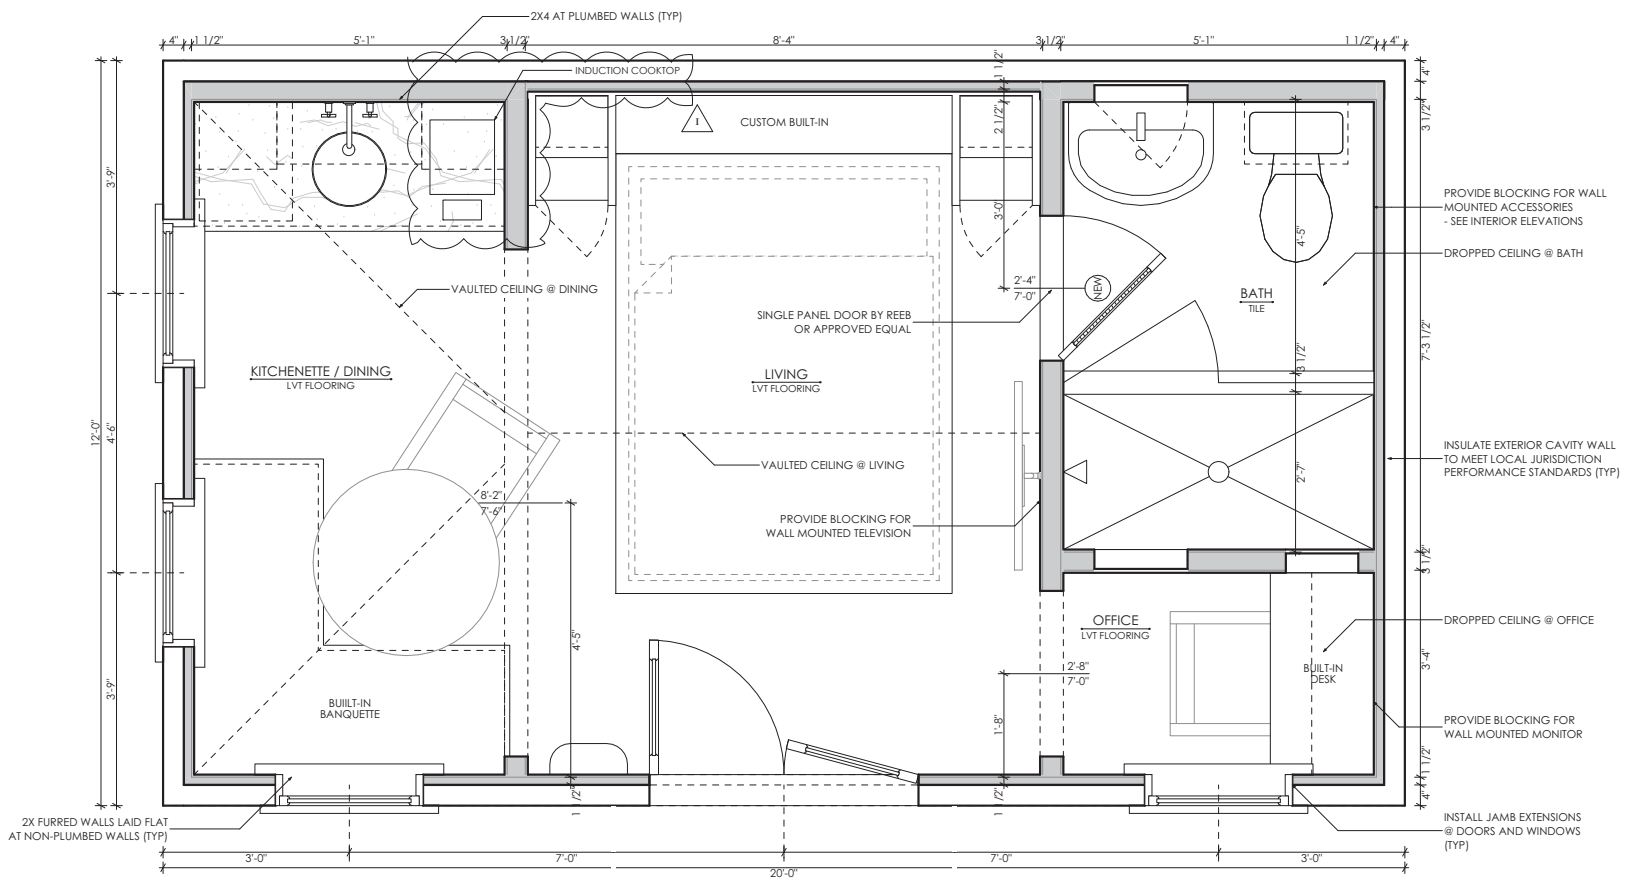 2X4 AT PLUMBED WALLS (TYP)
4"
1 1/2"
5'-1"
3 1/2"
8'-4"
3 1/2"
5'-1"
1 1/2"
4"
INDUCTION COOKTOP
1 1/2"
4"
1
CUSTOM BUILT-IN
2 1/2"
3 1/2"
3'-9"
PROVIDE BLOCKING FOR WALL
MOUNTED ACCESSORIES
- SEE INTERIOR ELEVATIONS
3'-0"
4'-5"
DROPPED CEILING @ BATH
VAULTED CEILING @ DINING
2'-4"
7'-0"
NEW
BATH
TILE
SINGLE PANEL DOOR BY REEB
OR APPROVED EQUAL
7'-3 1/2"
3 1/2"
KITCHENETTE / DINING
LVT FLOORING
LIVING
LVT FLOORING
12'-0"
4'-6"
VAULTED CEILING @ LIVING
2'-7"
INSULATE EXTERIOR CAVITY WALL
TO MEET LOCAL JURISDICTION
PERFORMANCE STANDARDS (TYP)
8'-2"
7'-6"
PROVIDE BLOCKING FOR
WALL MOUNTED TELEVISION
3 1/2"
OFFICE
LVT FLOORING
DROPPED CEILING @ OFFICE
4'-5"
3'-4"
2'-8"
7'-0"
BUILT-IN
DESK
3'-9"
BUILT-IN
BANQUETTE
1'-8"
PROVIDE BLOCKING FOR
WALL MOUNTED MONITOR
1 1/2"
1 1/2"
1 1/2"
4"
2X FURRED WALLS LAID FLAT
AT NON-PLUMBED WALLS (TYP)
INSTALL JAMB EXTENSIONS
@ DOORS AND WINDOWS
(TYP)
3'-0"
7'-0"
7'-0"
3'-0"
20'-0"